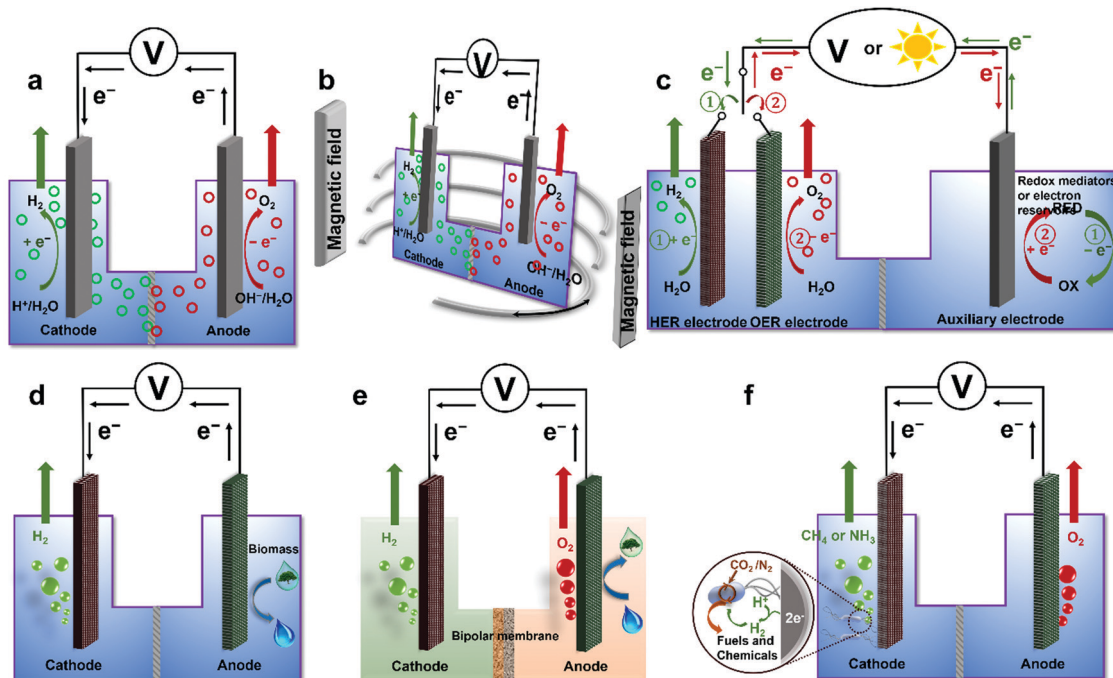 a
V
e⁻
e⁻
H₂
+ e⁻
H⁺/H₂O
Cathode
O₂
− e⁻
OH⁻/H₂O
Anode
b
Magnetic field
V
e⁻
e⁻
H₂
+ e⁻
H⁺/H₂O
Cathode
O₂
− e⁻
OH⁻/H₂O
Anode
Magnetic field
c
V or
e⁻
e⁻
e⁻
e⁻
① ②
H₂
① + e⁻
H₂O
HER electrode
O₂
② − e⁻
H₂O
OER electrode
Redox mediators
or electron
reservoirs
RED
②
+ e⁻
①
− e⁻
OX
Auxiliary electrode
d
V
e⁻
e⁻
H₂
Cathode
Biomass
Anode
e
V
e⁻
e⁻
H₂
Cathode
Bipolar membrane
O₂
Anode
f
V
e⁻
e⁻
CH₄ or NH₃
O₂
CO₂/N₂
H⁺
H₂
2e⁻
Fuels and
Chemicals
Cathode
Anode